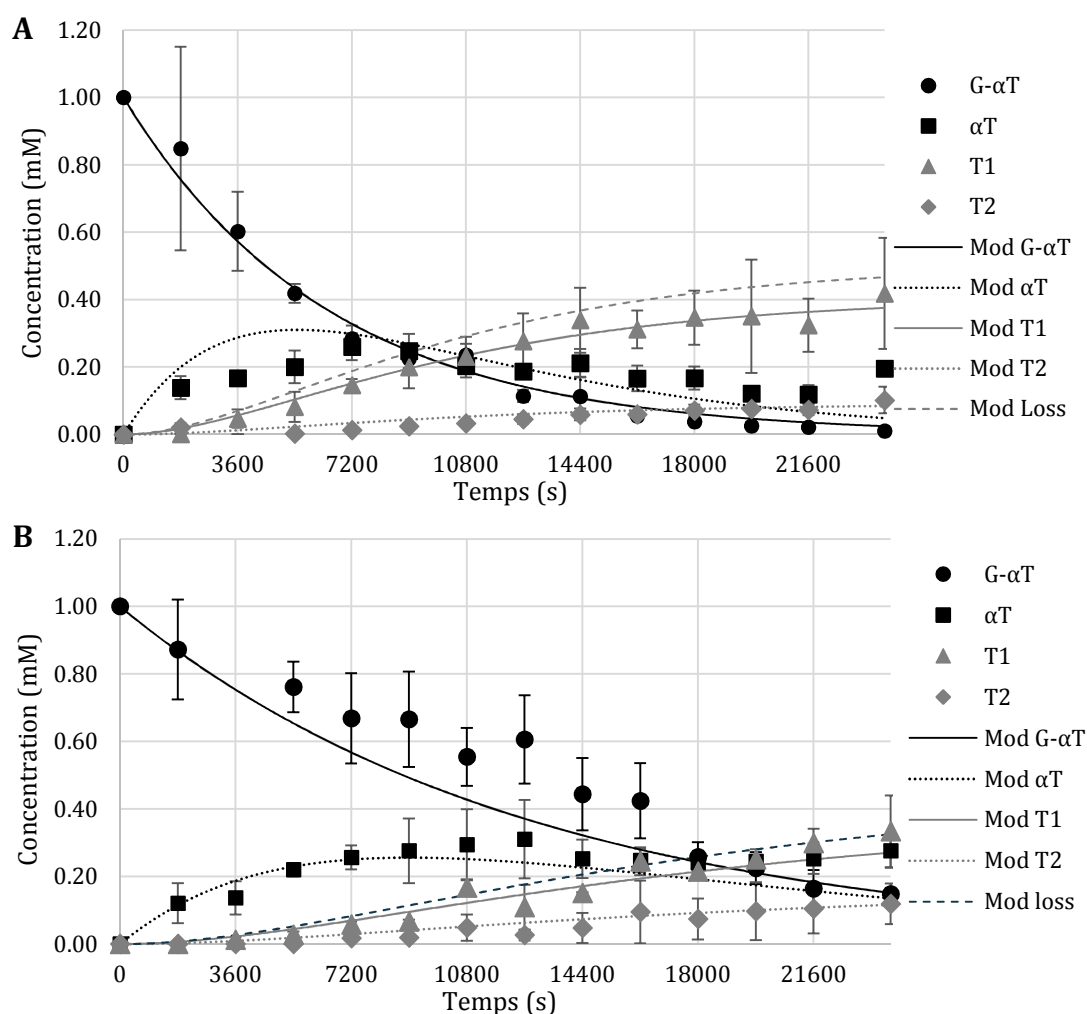 A
1.20
1.00
0.80
0.60
0.40
0.20
0.00
Concentration (mM)
0 3600 7200 10800 14400 18000 21600
Temps (s)
G-αT
αT
T1
T2
Mod G-αT
Mod αT
Mod T1
Mod T2
Mod Loss
B
1.20
1.00
0.80
0.60
0.40
0.20
0.00
Concentration (mM)
0 3600 7200 10800 14400 18000 21600
Temps (s)
G-αT
αT
T1
T2
Mod G-αT
Mod αT
Mod T1
Mod T2
Mod loss